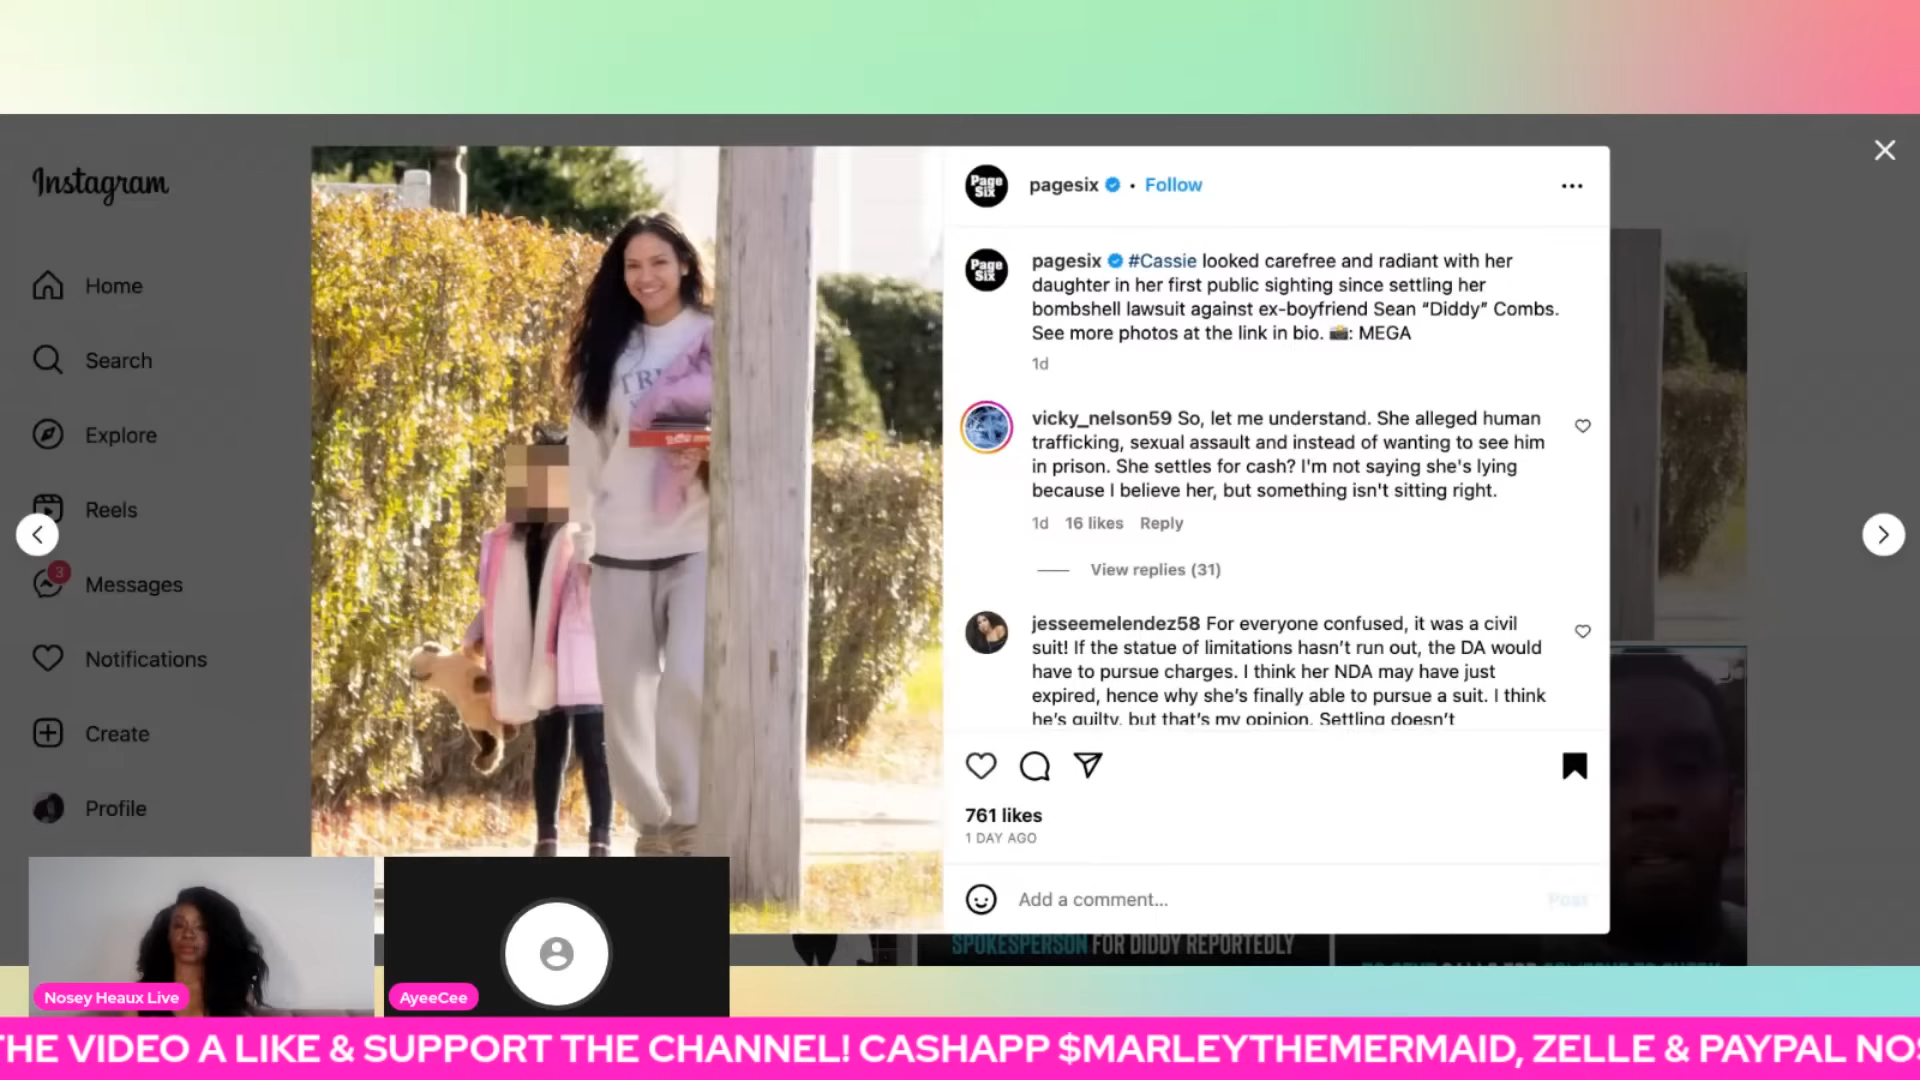 Instagram
Home
Search
Explore
Reels
3
Messages
Notifications
Create
Profile
TRI
Page
Six
pagesix • Follow
Page
Six
pagesix #Cassie looked carefree and radiant with her
daughter in her first public sighting since settling her
bombshell lawsuit against ex-boyfriend Sean “Diddy” Combs.
See more photos at the link in bio. 📸: MEGA
1d
vicky_nelson59 So, let me understand. She alleged human
trafficking, sexual assault and instead of wanting to see him
in prison. She settles for cash? I'm not saying she's lying
because I believe her, but something isn't sitting right.
1d 16 likes Reply
View replies (31)
jesseemelendez58 For everyone confused, it was a civil
suit! If the statue of limitations hasn’t run out, the DA would
have to pursue charges. I think her NDA may have just
expired, hence why she’s finally able to pursue a suit. I think
he’s guilty, but that’s my opinion. Settling doesn’t
761 likes
1 DAY AGO
Add a comment...
Post
SPOKESPERSON FOR DIDDY REPORTEDLY
Nosey Heaux Live
AyeeCee
THE VIDEO A LIKE & SUPPORT THE CHANNEL! CASHAPP $MARLEYTHEMERMAID, ZELLE & PAYPAL NOS